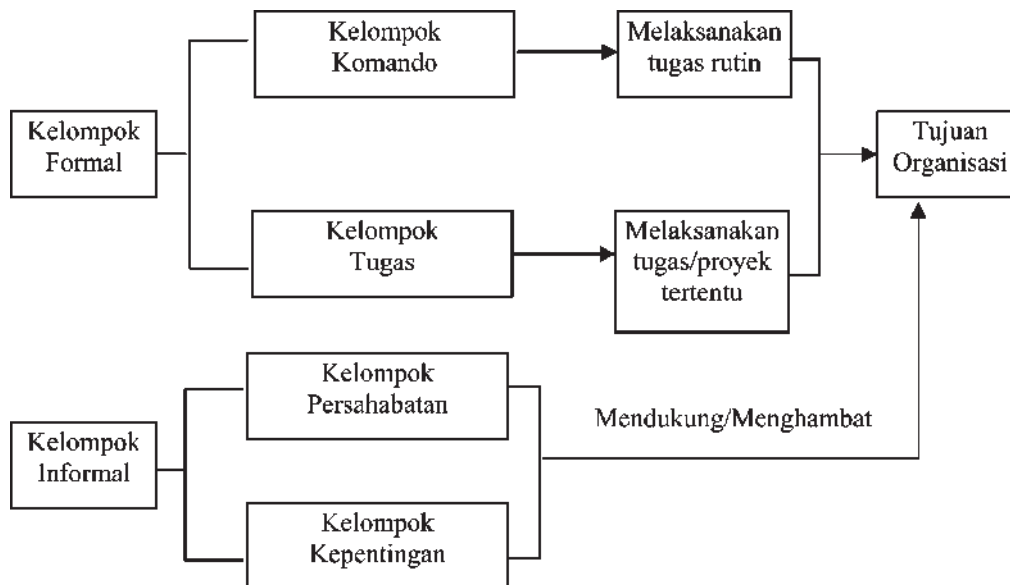 Kelompok
Komando
Melaksanakan
tugas rutin
Kelompok
Formal
Tujuan
Organisasi
Kelompok
Tugas
Melaksanakan
tugas/proyek
tertentu
Kelompok
Persahabatan
Mendukung/Menghambat
Kelompok
Informal
Kelompok
Kepentingan